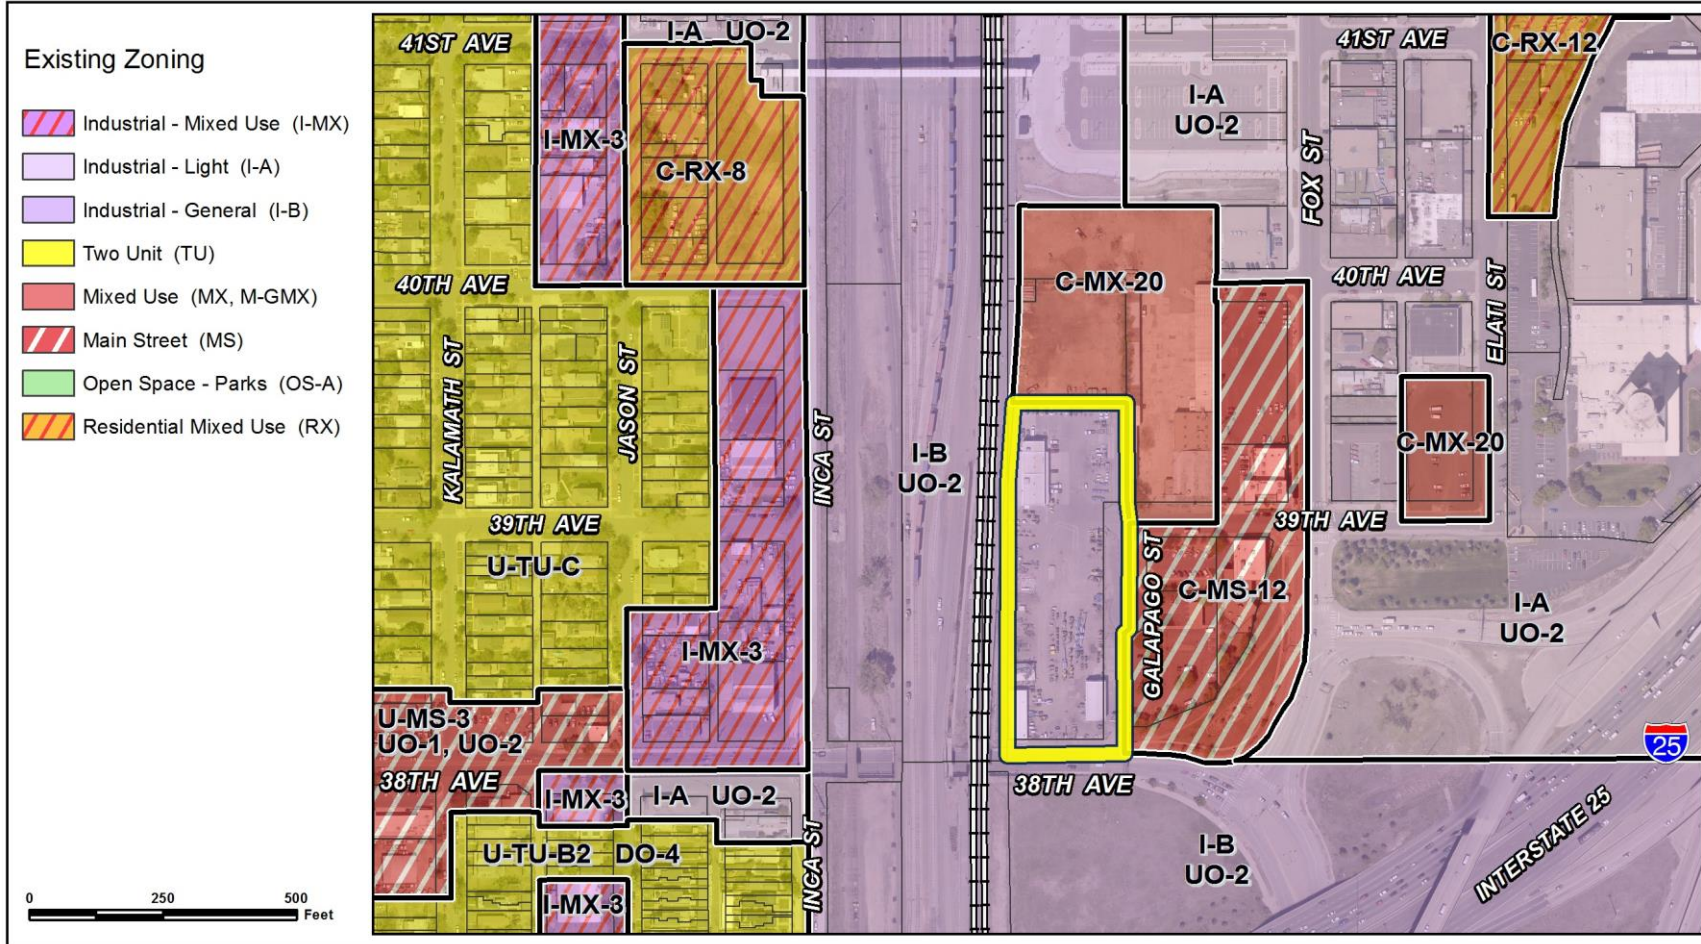 Existing Zoning
Industrial - Mixed Use (I-MX)
Industrial - Light (I-A)
Industrial - General (I-B)
Two Unit (TU)
Mixed Use (MX, M-GMX)
Main Street (MS)
Open Space - Parks (OS-A)
Residential Mixed Use (RX)
0 250 500
Feet
41ST AVE
I-A UO-2
41ST AVE
C-RX-12
I-MX-3
C-RX-8
I-A
UO-2
FOX ST
40TH AVE
C-MX-20
40TH AVE
ELATI ST
KALAMATH ST
JASON ST
INCA ST
I-B
UO-2
C-MX-20
39TH AVE
39TH AVE
U-TU-C
GALAPAGO ST
C-MS-12
I-A
UO-2
I-MX-3
U-MS-3
UO-1, UO-2
38TH AVE
38TH AVE
25
I-MX-3
I-A UO-2
INCA ST
U-TU-B2 DO-4
I-B
UO-2
INTERSTATE 25
I-MX-3